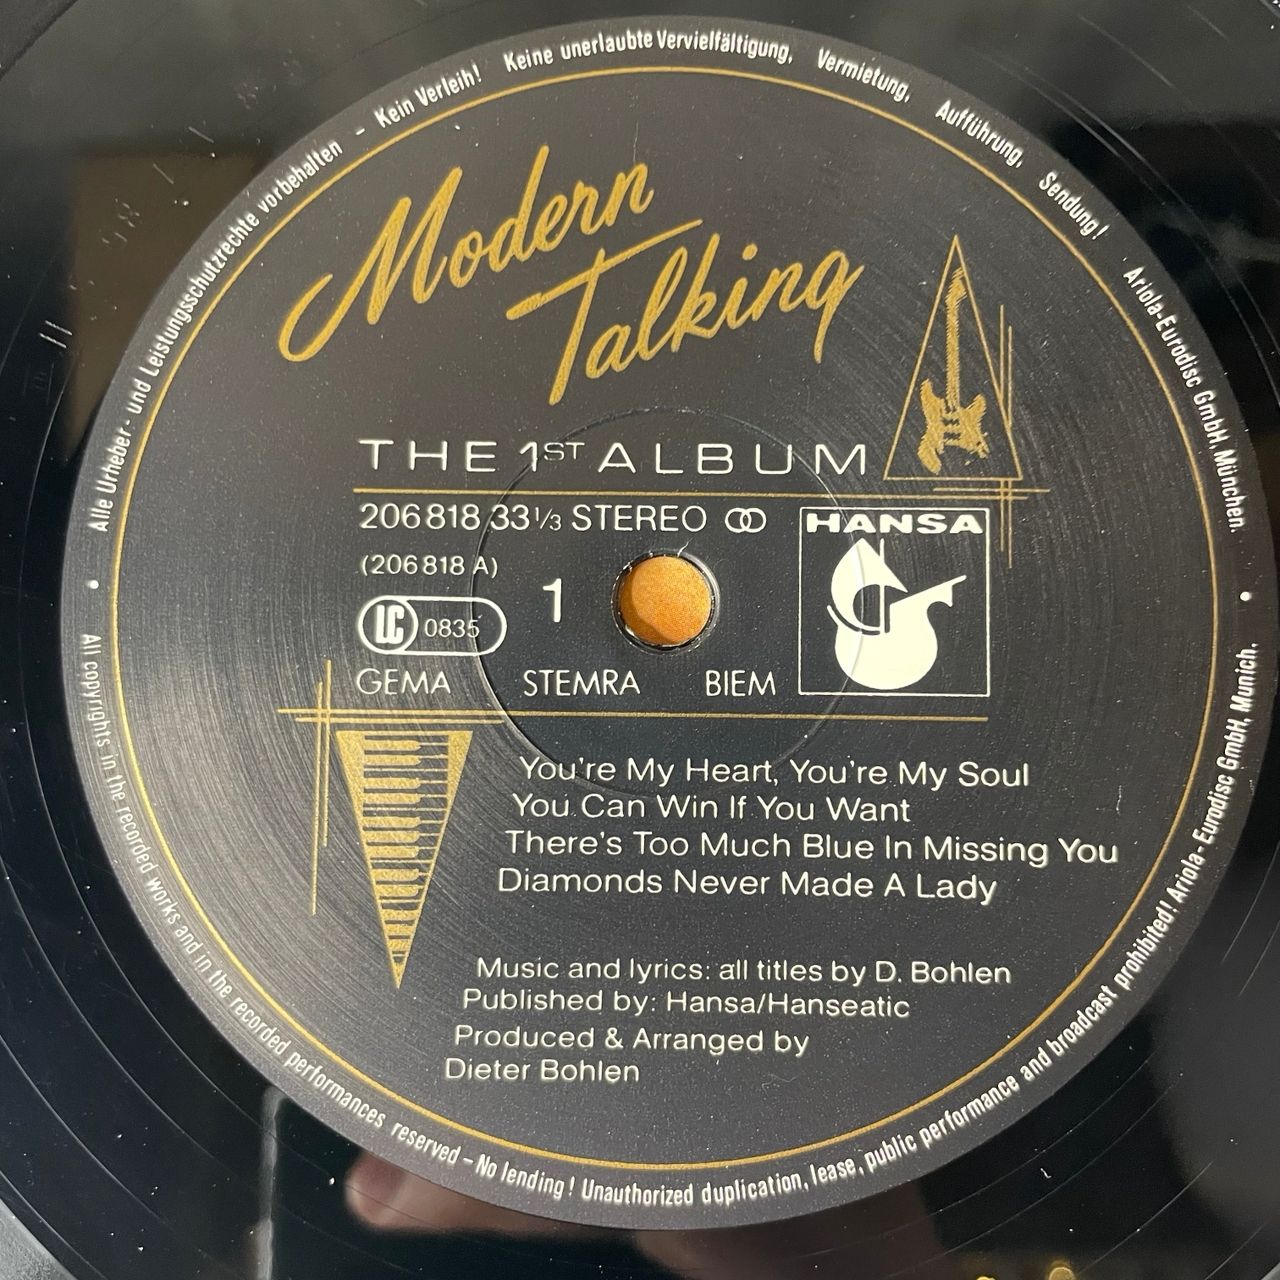 Alle Urheber- und Leistungsschutzrechte vorbehalten - Kein Verleih! Keine unerlaubte Vervielfältigung, Vermietung, Aufführung, Sendung!
Ariola-Eurodisc GmbH, München.
Modern
Talking
THE 1ST ALBUM
206 818 33⅓ STEREO
HANSA
(206 818 A)
1
LC 0835
GEMA STEMRA BIEM
You're My Heart, You're My Soul
You Can Win If You Want
There's Too Much Blue In Missing You
Diamonds Never Made A Lady
Music and lyrics: all titles by D. Bohlen
Published by: Hansa/Hanseatic
Produced & Arranged by
Dieter Bohlen
All copyrights in the recorded works and in the recorded performances reserved – No lending! Unauthorized duplication, lease, public performance and broadcast prohibited! Ariola-Eurodisc GmbH, Munich.